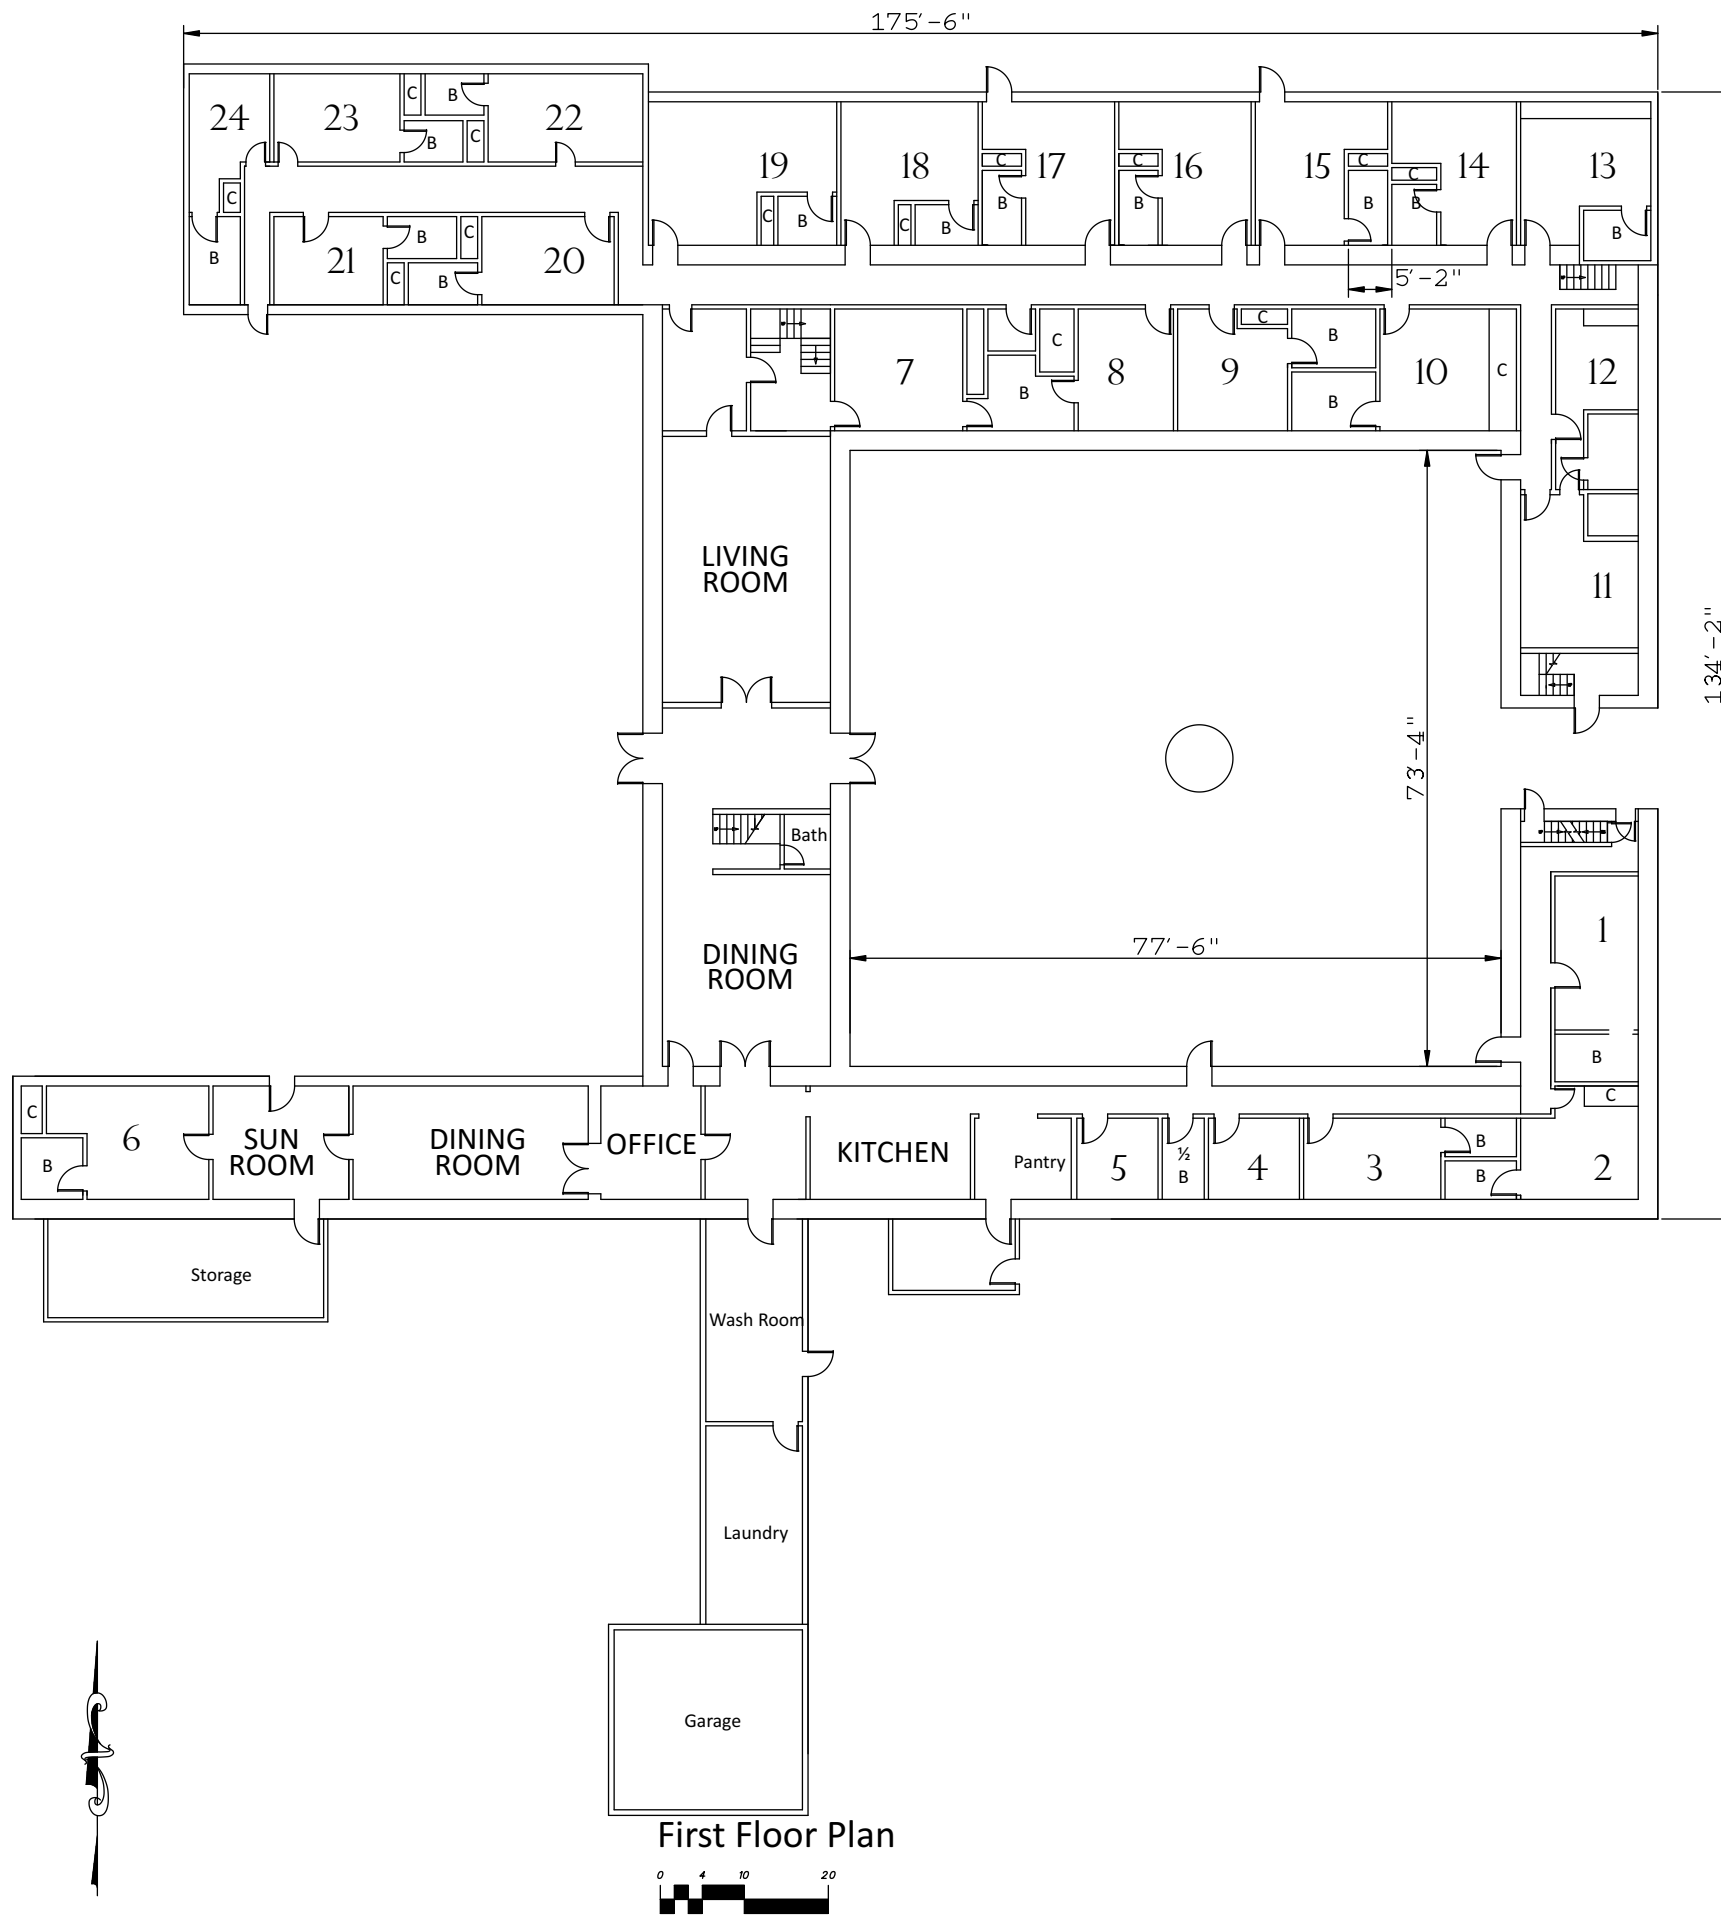 175'-6"
24
23
C
B
22
B
C
C
B
21
B
C
C
B
20
19
C
B
18
C
B
17
C
B
16
C
B
15
C
B
14
C
B
13
B
5'-2"
7
C
B
8
9
C
B
B
10
C
12
11
134'-2"
LIVING
ROOM
73'-4"
Bath
77'-6"
DINING
ROOM
1
B
C
C
B
6
SUN
ROOM
DINING
ROOM
OFFICE
KITCHEN
Pantry
5
½
B
4
3
B
B
2
Storage
Wash Room
Laundry
Garage
First Floor Plan
0 4 10 20